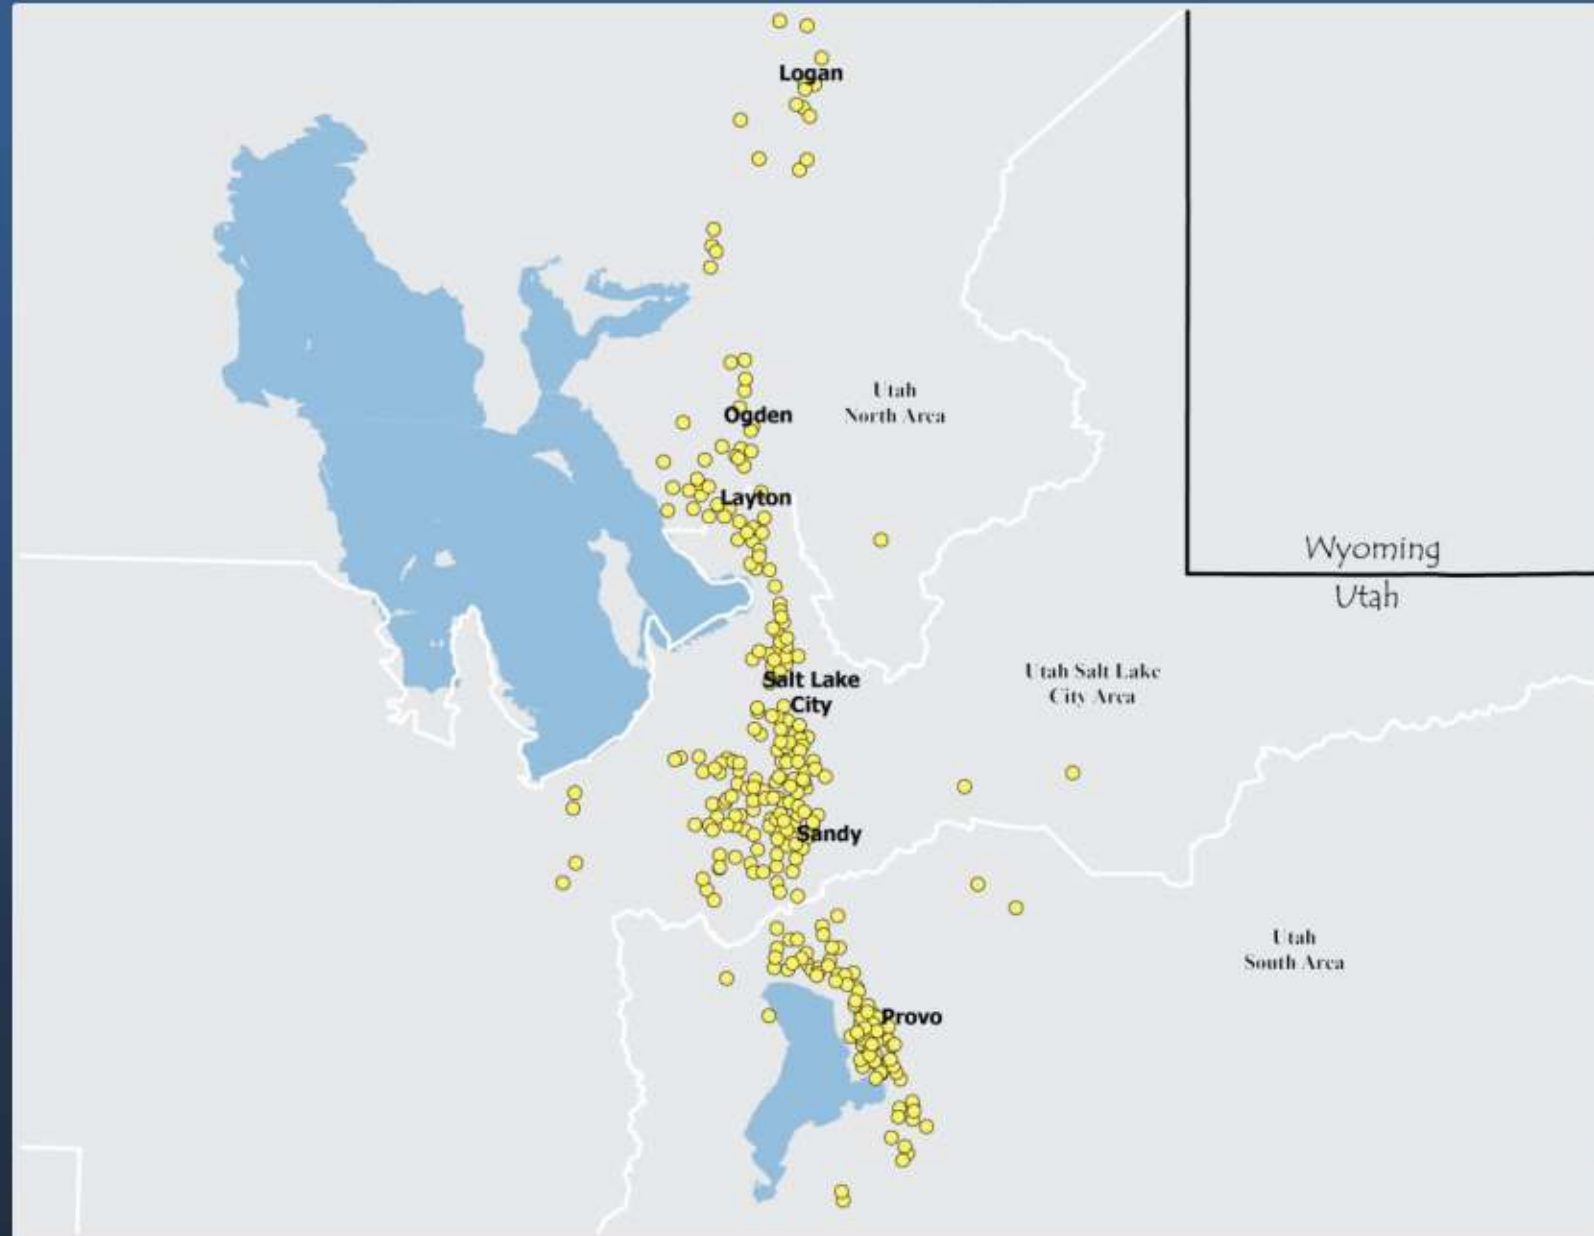 Logan
Utah
North Area
Ogden
Layton
Wyoming
Utah
Utah Salt Lake
City Area
Salt Lake
City
Sandy
Utah
South Area
Provo